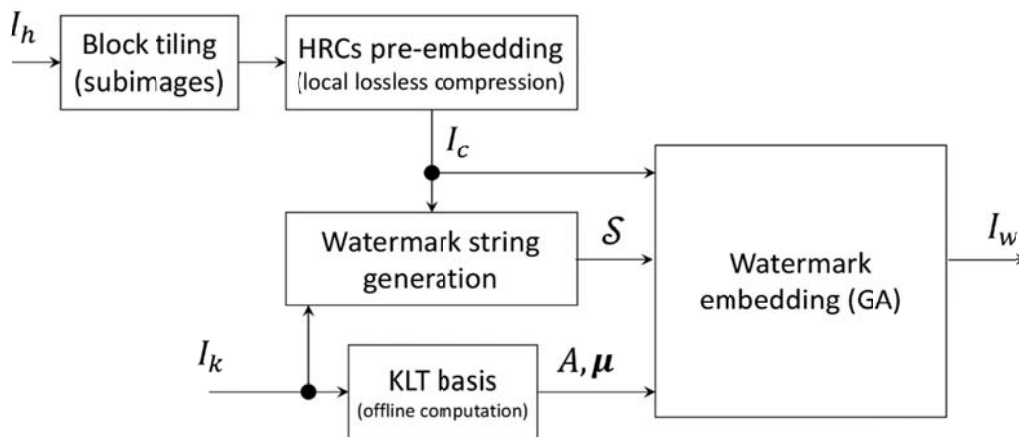 I_h
Block tiling
(subimages)
HRCs pre-embedding
(local lossless compression)
I_c
Watermark string
generation
𝒮
Watermark
embedding (GA)
I_w
I_k
KLT basis
(offline computation)
A, μ